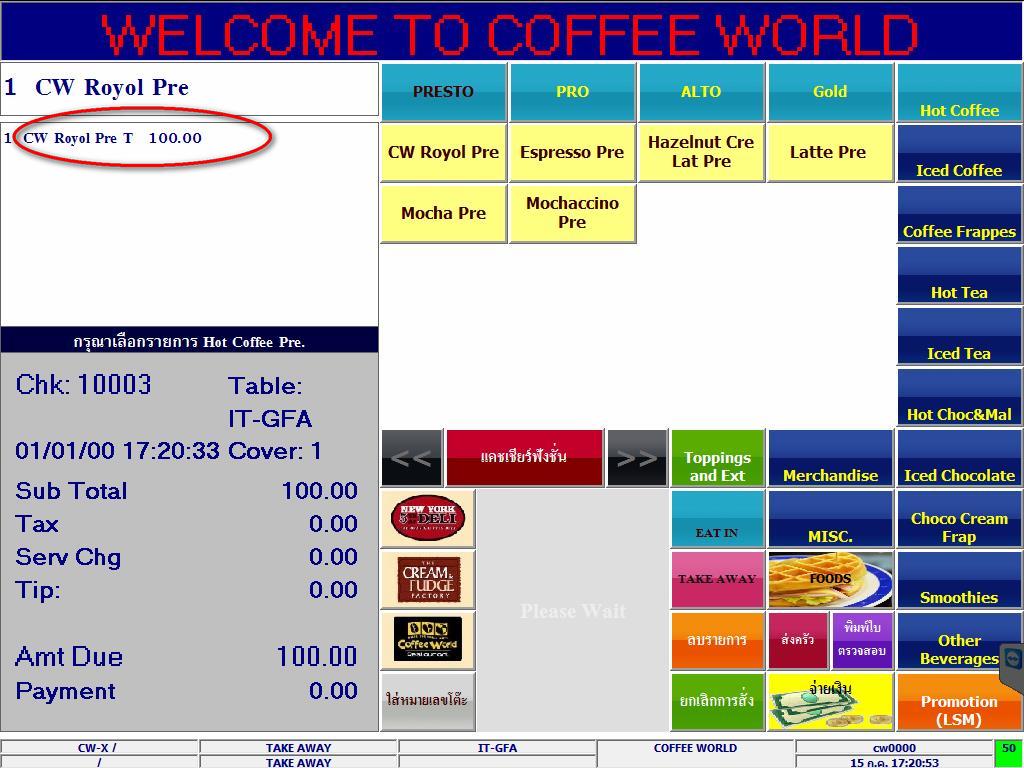 WELCOME TO COFFEE WORLD
1 CW Royol Pre
1 CW Royol Pre T 100.00
กรุณาเลือกรายการ Hot Coffee Pre.
Chk: 10003
Table:
IT-GFA
01/01/00 17:20:33 Cover: 1
Sub Total 100.00
Tax 0.00
Serv Chg 0.00
Tip: 0.00
Amt Due 100.00
Payment 0.00
PRESTO
PRO
ALTO
Gold
Hot Coffee
CW Royol Pre
Espresso Pre
Hazelnut Cre
Lat Pre
Latte Pre
Iced Coffee
Mocha Pre
Mochaccino
Pre
Coffee Frappes
Hot Tea
Iced Tea
Hot Choc&Mal
<<
แคชเชียร์ฟังชั่น
>>
Toppings
and Ext
Merchandise
Iced Chocolate
NEW YORK
5th DELI
EAT IN
MISC.
Choco Cream
Frap
THE
CREAM &
FUDGE
FACTORY
Please Wait
TAKE AWAY
FOODS
Smoothies
Coffee World
Restaurant
ลบรายการ
ส่งครัว
พิมพ์ใบ
ตรวจสอบ
Other
Beverages
ใส่หมายเลขโต๊ะ
ยกเลิกการสั่ง
จ่ายเงิน
Promotion
(LSM)
CW-X /
TAKE AWAY
IT-GFA
COFFEE WORLD
cw0000
50
/
TAKE AWAY
15 ก.ค. 17:20:53